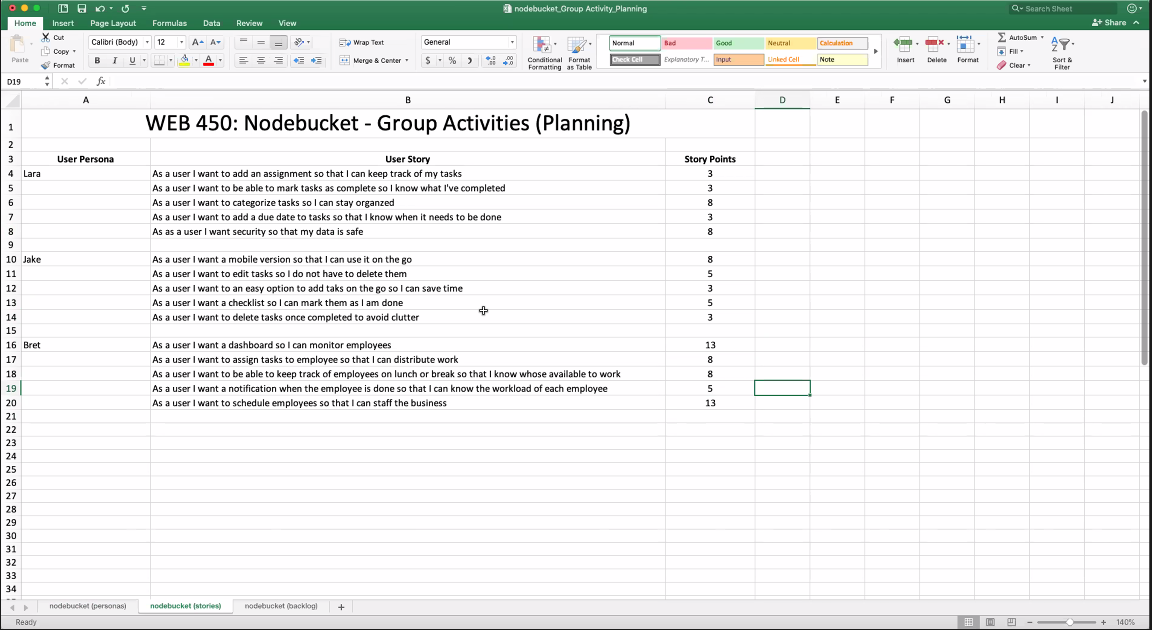 nodebucket_Group Activity_Planning
Search Sheet
Home Insert Page Layout Formulas Data Review View
Share
Paste
Cut
Copy
Format
Calibri (Body) 12
A A
B I U
A
Wrap Text
Merge & Center
General
$ % )
Conditional Formatting
Format as Table
Normal Bad Good Neutral Calculation
Check Cell Explanatory T... Input Linked Cell Note
Insert Delete Format
AutoSum
Fill
Clear
Sort & Filter
D19 fx
A B C D E F G H I J
1 WEB 450: Nodebucket - Group Activities (Planning)
2
3 User Persona User Story Story Points
4 Lara As a user I want to add an assignment so that I can keep track of my tasks 3
5 As a user I want to be able to mark tasks as complete so I know what I've completed 3
6 As a user I want to categorize tasks so I can stay organzed 8
7 As a user I want to add a due date to tasks so that I know when it needs to be done 3
8 As as a user I want security so that my data is safe 8
9
10 Jake As a user I want a mobile version so that I can use it on the go 8
11 As a user I want to edit tasks so I do not have to delete them 5
12 As a user I want to an easy option to add taks on the go so I can save time 3
13 As a user I want a checklist so I can mark them as I am done 5
14 As a user I want to delete tasks once completed to avoid clutter 3
15
16 Bret As a user I want a dashboard so I can monitor employees 13
17 As a user I want to assign tasks to employee so that I can distribute work 8
18 As a user I want to be able to keep track of employees on lunch or break so that I know whose available to work 8
19 As a user I want a notification when the employee is done so that I can know the workload of each employee 5
20 As a user I want to schedule employees so that I can staff the business 13
21
22
23
24
25
26
27
28
29
30
31
32
33
34
nodebucket (personas) nodebucket (stories) nodebucket (backlog) +
Ready 140%